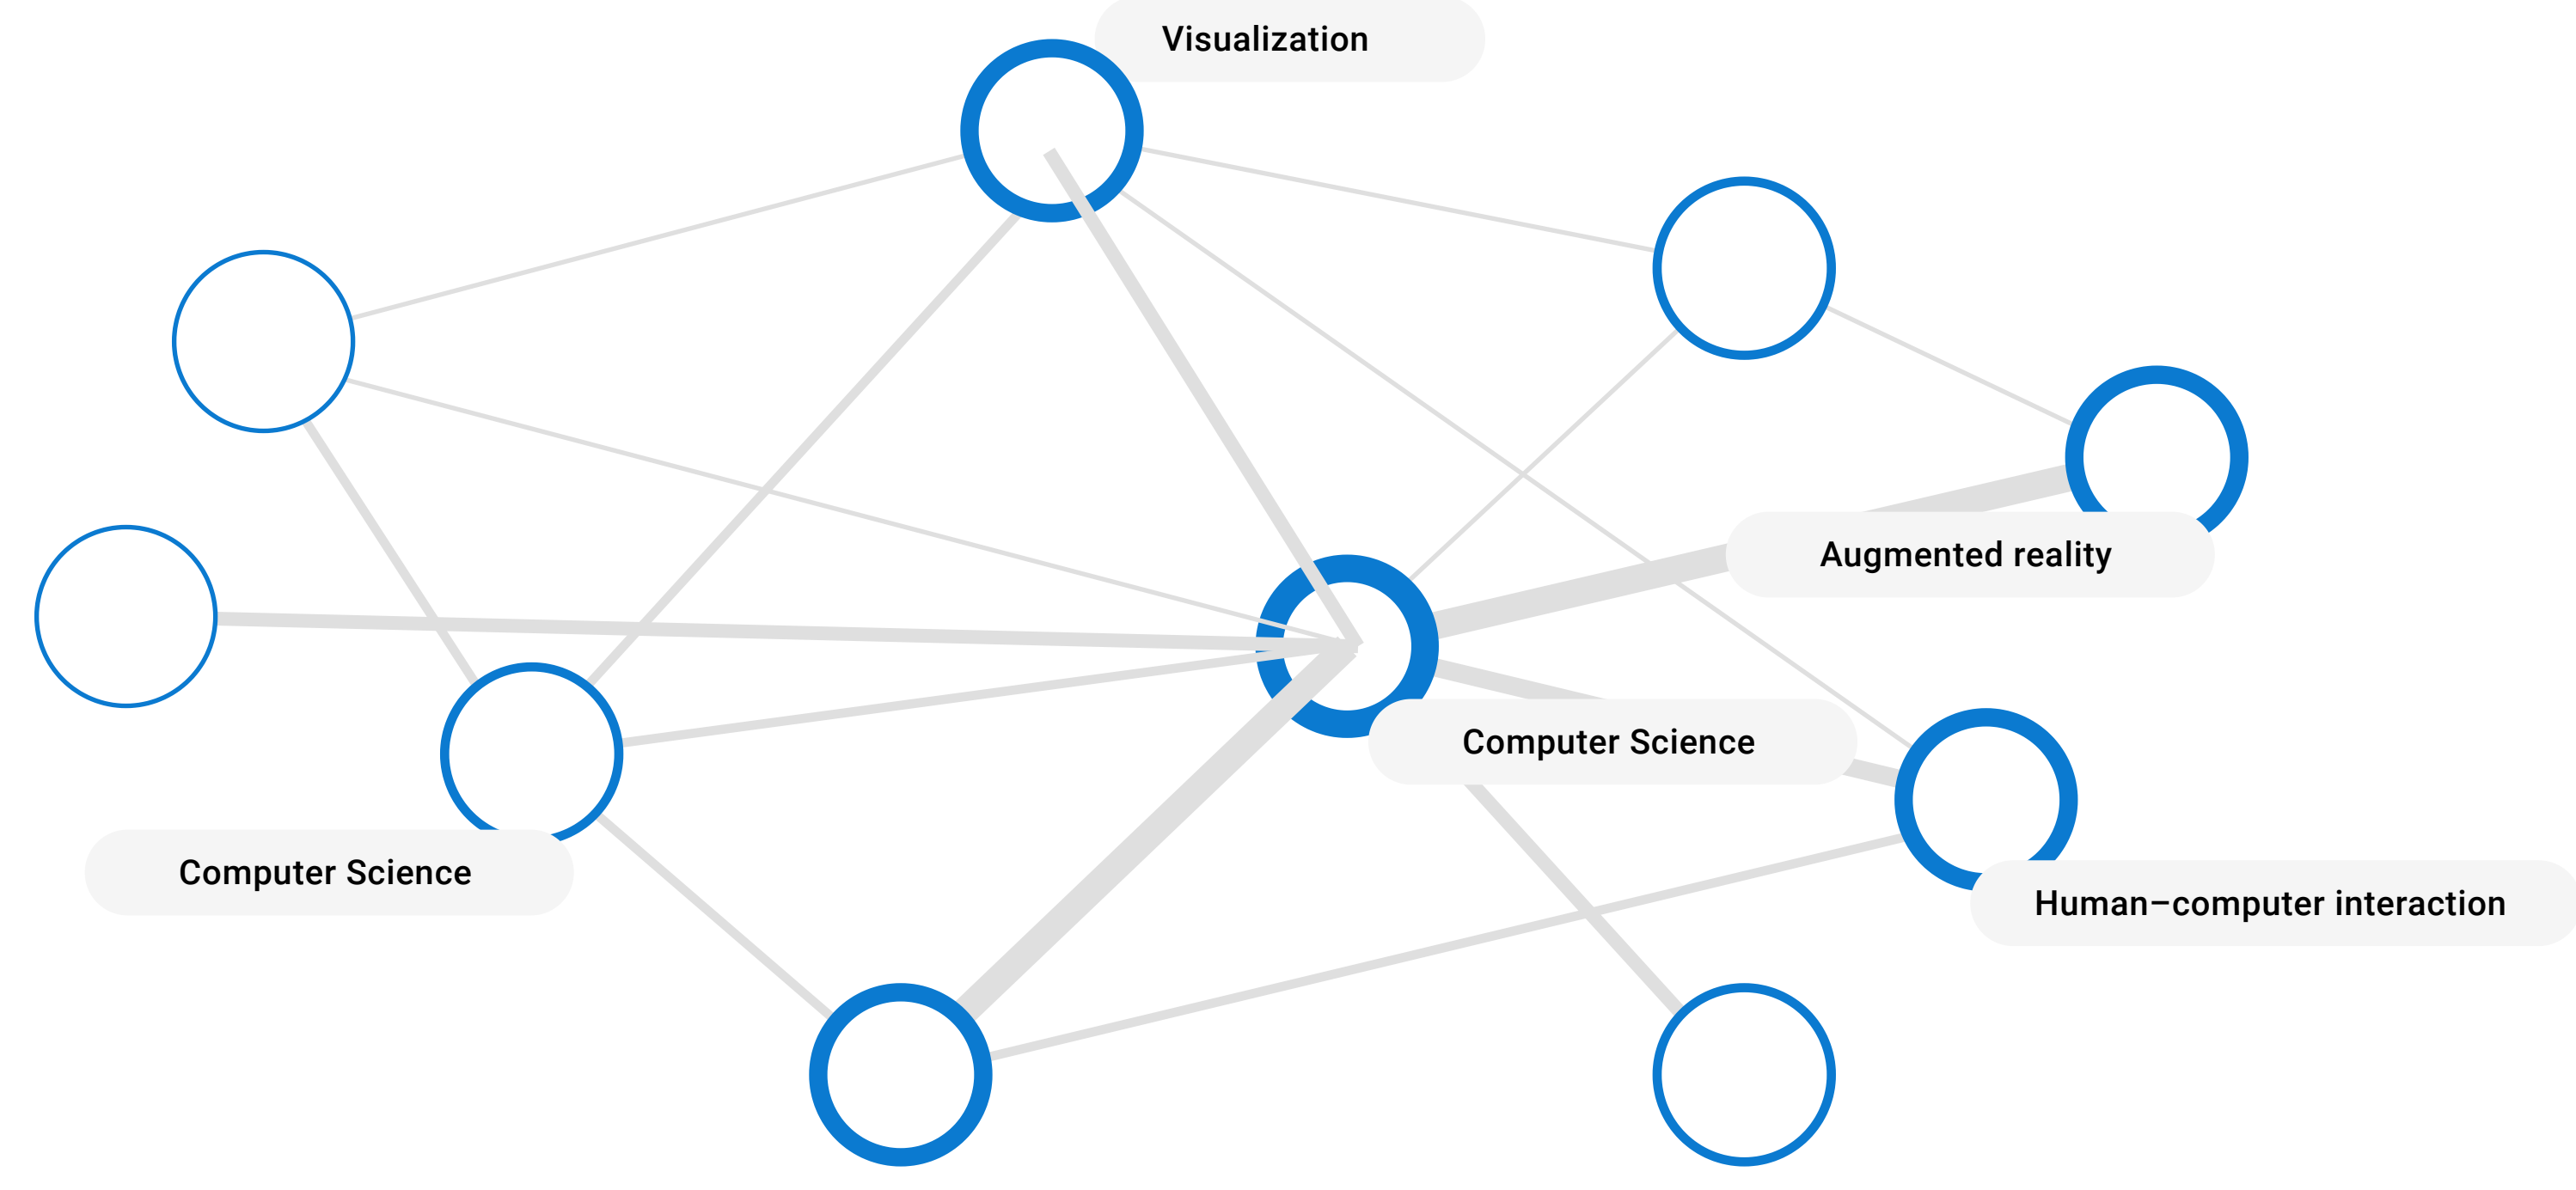 Visualization
Augmented reality
Computer Science
Computer Science
Human–computer interaction